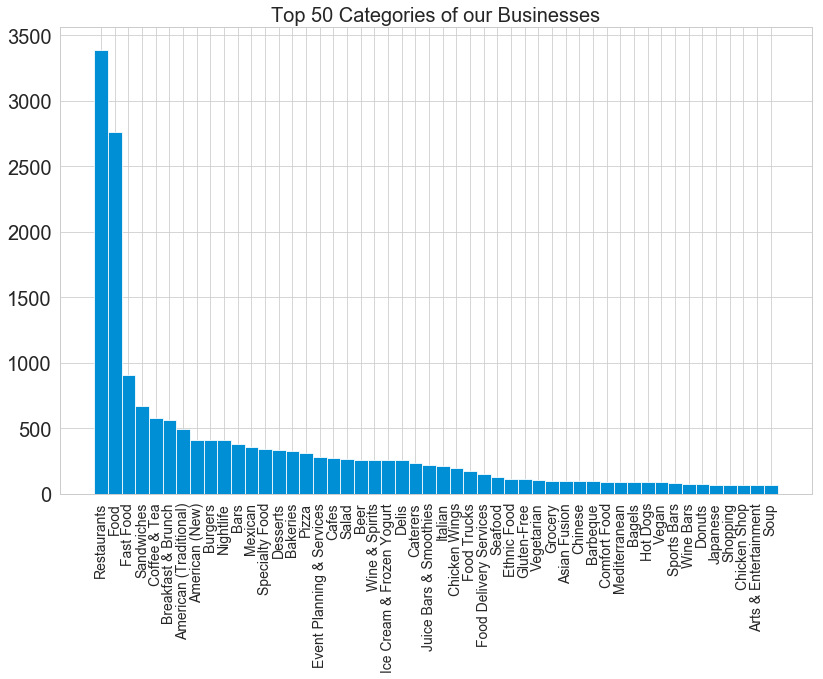 Top 50 Categories of our Businesses
3500
3000
2500
2000
1500
1000
500
0
Restaurants
Food
Fast Food
Sandwiches
Coffee & Tea
Breakfast & Brunch
American (Traditional)
American (New)
Burgers
Nightlife
Bars
Mexican
Specialty Food
Desserts
Bakeries
Pizza
Event Planning & Services
Cafes
Salad
Beer
Wine & Spirits
Ice Cream & Frozen Yogurt
Delis
Caterers
Juice Bars & Smoothies
Italian
Chicken Wings
Food Trucks
Food Delivery Services
Seafood
Ethnic Food
Gluten-Free
Vegetarian
Grocery
Asian Fusion
Chinese
Barbeque
Comfort Food
Mediterranean
Bagels
Hot Dogs
Vegan
Sports Bars
Wine Bars
Donuts
Japanese
Shopping
Chicken Shop
Arts & Entertainment
Soup